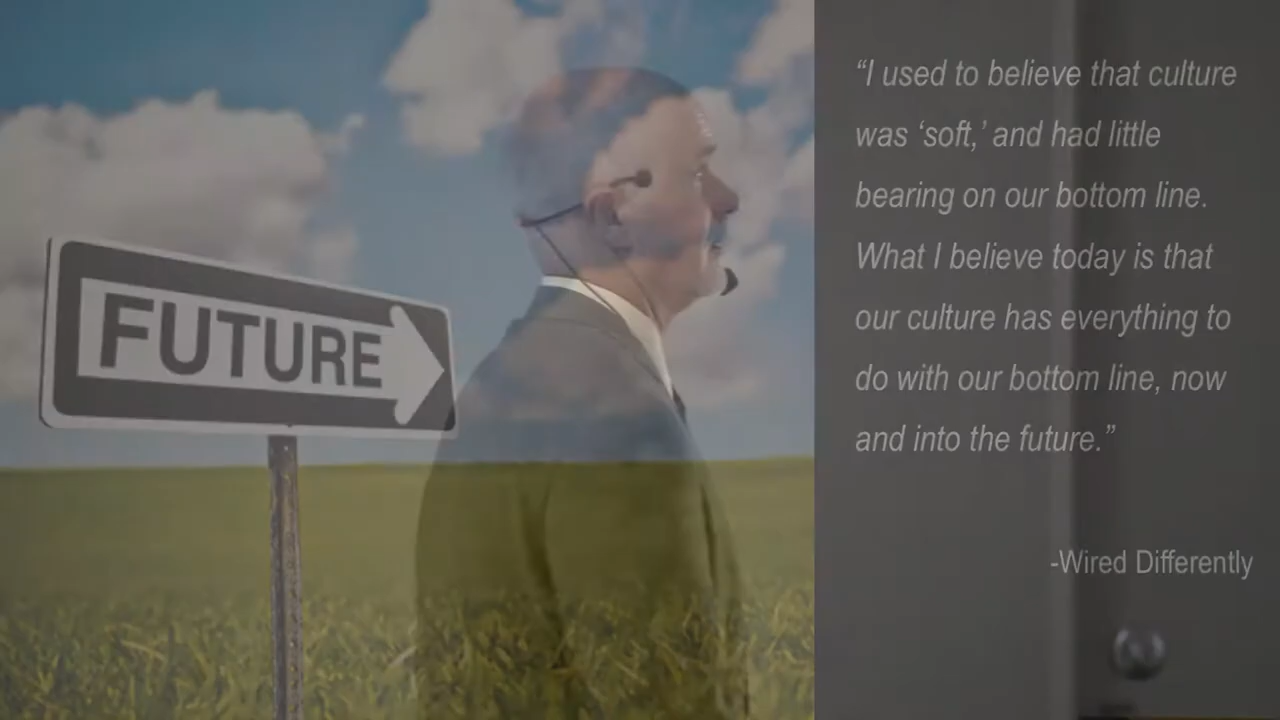 FUTURE
“I used to believe that culture
was ‘soft,’ and had little
bearing on our bottom line.
What I believe today is that
our culture has everything to
do with our bottom line, now
and into the future.”
-Wired Differently